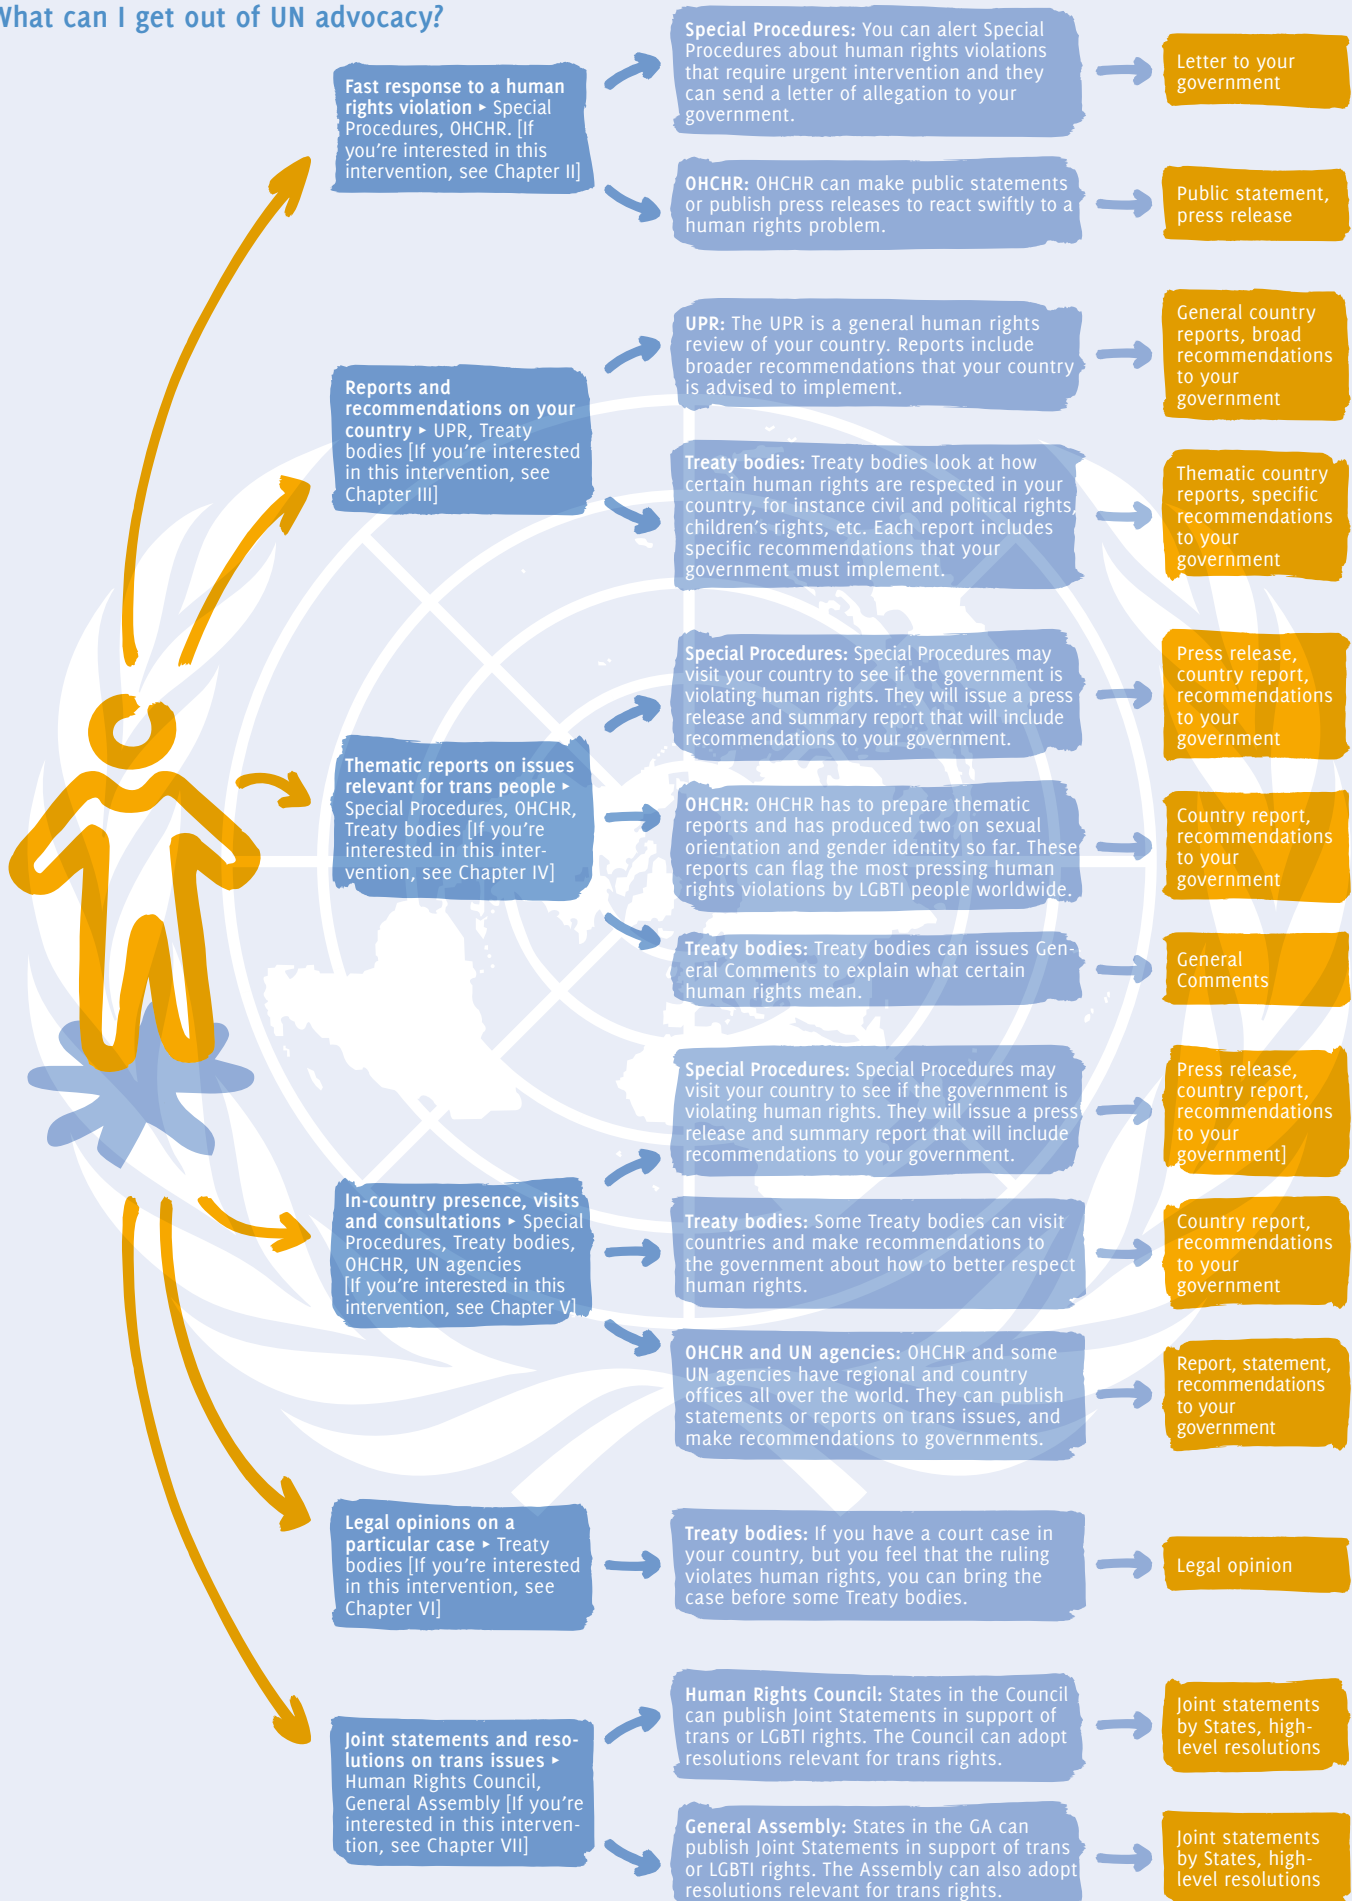 What can I get out of UN advocacy?
Fast response to a human
rights violation ▸ Special
Procedures, OHCHR. [If
you're interested in this
intervention, see Chapter II]
Special Procedures: You can alert Special
Procedures about human rights violations
that require urgent intervention and they
can send a letter of allegation to your
government.
Letter to your
government
OHCHR: OHCHR can make public statements
or publish press releases to react swiftly to a
human rights problem.
Public statement,
press release
Reports and
recommendations on your
country ▸ UPR, Treaty
bodies [If you're interested
in this intervention, see
Chapter III]
UPR: The UPR is a general human rights
review of your country. Reports include
broader recommendations that your country
is advised to implement.
General country
reports, broad
recommendations
to your
government
Treaty bodies: Treaty bodies look at how
certain human rights are respected in your
country, for instance civil and political rights,
children's rights, etc. Each report includes
specific recommendations that your
government must implement.
Thematic country
reports, specific
recommendations
to your
government
Thematic reports on issues
relevant for trans people ▸
Special Procedures, OHCHR,
Treaty bodies [If you're
interested in this inter-
vention, see Chapter IV]
Special Procedures: Special Procedures may
visit your country to see if the government is
violating human rights. They will issue a press
release and summary report that will include
recommendations to your government.
Press release,
country report,
recommendations
to your
government
OHCHR: OHCHR has to prepare thematic
reports and has produced two on sexual
orientation and gender identity so far. These
reports can flag the most pressing human
rights violations by LGBTI people worldwide.
Country report,
recommendations
to your
government
Treaty bodies: Treaty bodies can issues Gen-
eral Comments to explain what certain
human rights mean.
General
Comments
In-country presence, visits
and consultations ▸ Special
Procedures, Treaty bodies,
OHCHR, UN agencies
[If you're interested in this
intervention, see Chapter V]
Special Procedures: Special Procedures may
visit your country to see if the government is
violating human rights. They will issue a press
release and summary report that will include
recommendations to your government.
Press release,
country report,
recommendations
to your
government]
Treaty bodies: Some Treaty bodies can visit
countries and make recommendations to
the government about how to better respect
human rights.
Country report,
recommendations
to your
government
OHCHR and UN agencies: OHCHR and some
UN agencies have regional and country
offices all over the world. They can publish
statements or reports on trans issues, and
make recommendations to governments.
Report, statement,
recommendations
to your
government
Legal opinions on a
particular case ▸ Treaty
bodies [If you're interested
in this intervention, see
Chapter VI]
Treaty bodies: If you have a court case in
your country, but you feel that the ruling
violates human rights, you can bring the
case before some Treaty bodies.
Legal opinion
Joint statements and reso-
lutions on trans issues ▸
Human Rights Council,
General Assembly [If you're
interested in this interven-
tion, see Chapter VII]
Human Rights Council: States in the Council
can publish Joint Statements in support of
trans or LGBTI rights. The Council can adopt
resolutions relevant for trans rights.
Joint statements
by States, high-
level resolutions
General Assembly: States in the GA can
publish Joint Statements in support of trans
or LGBTI rights. The Assembly can also adopt
resolutions relevant for trans rights.
Joint statements
by States, high-
level resolutions